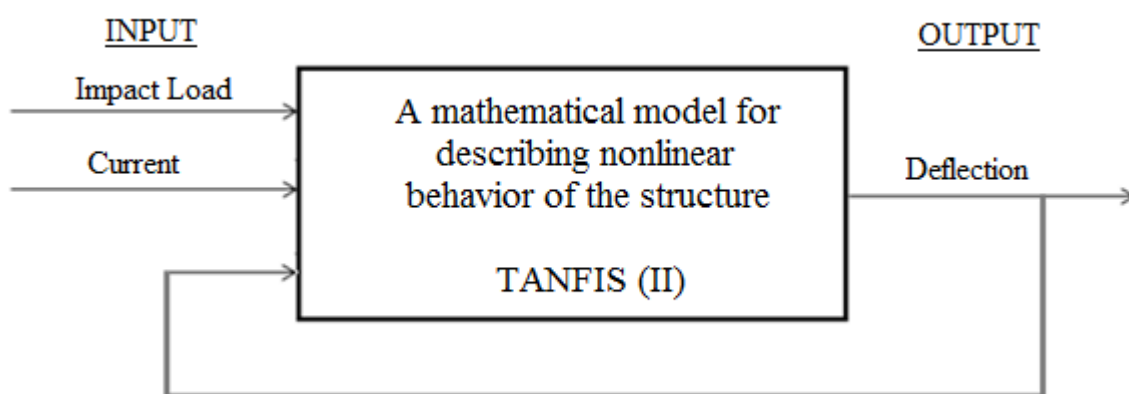 INPUT
OUTPUT
Impact Load
Current
A mathematical model for
describing nonlinear
behavior of the structure
TANFIS (II)
Deflection